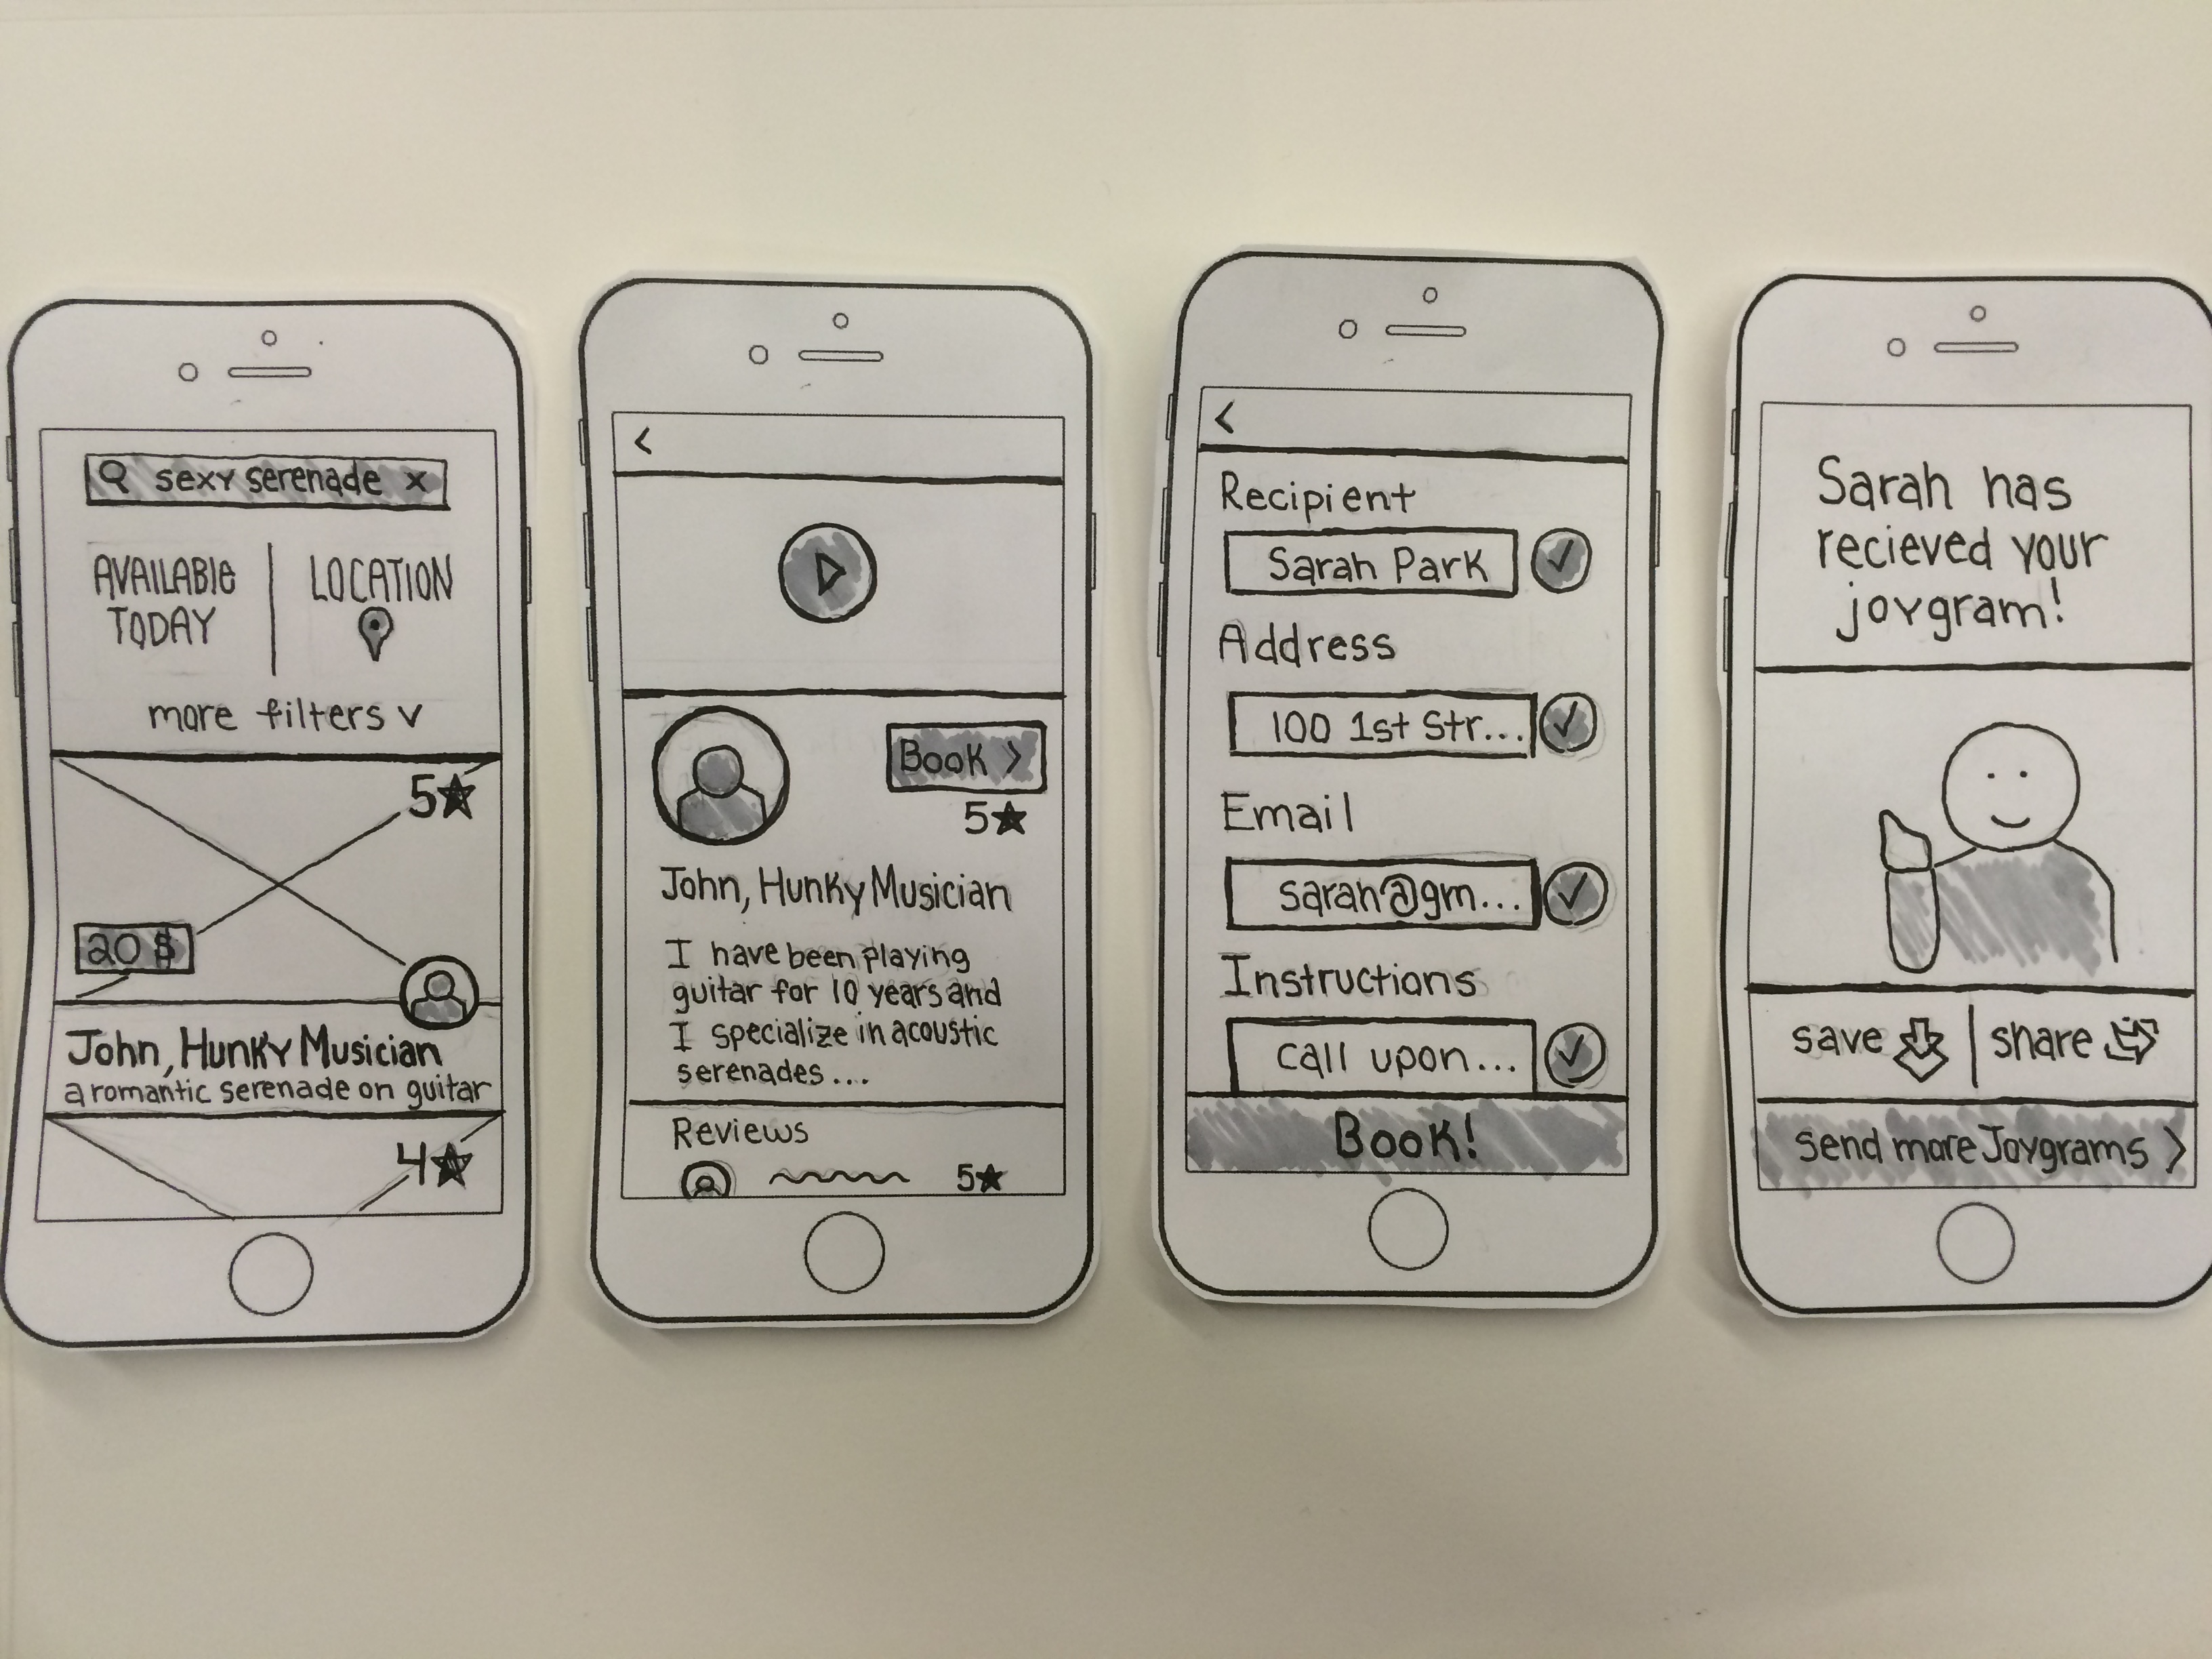 sexy serenade x
AVAILABLE TODAY | LOCATION
more filters v
5★
20 $
John, Hunky Musician
a romantic serenade on guitar
4★
<
Book >
5★
John, Hunky Musician
I have been playing
guitar for 10 years and
I specialize in acoustic
serenades....
Reviews
5★
<
Recipient
Sarah Park
Address
100 1st Str...
Email
sarah@gm...
Instructions
call upon...
Book!
Sarah has
recieved your
joygram!
save | share
send more Joygrams >